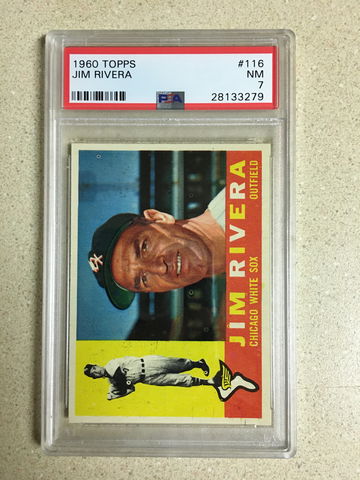 1960 TOPPS #116
JIM RIVERA NM
7
PSA 28133279
JIM RIVERA
CHICAGO WHITE SOX OUTFIELD